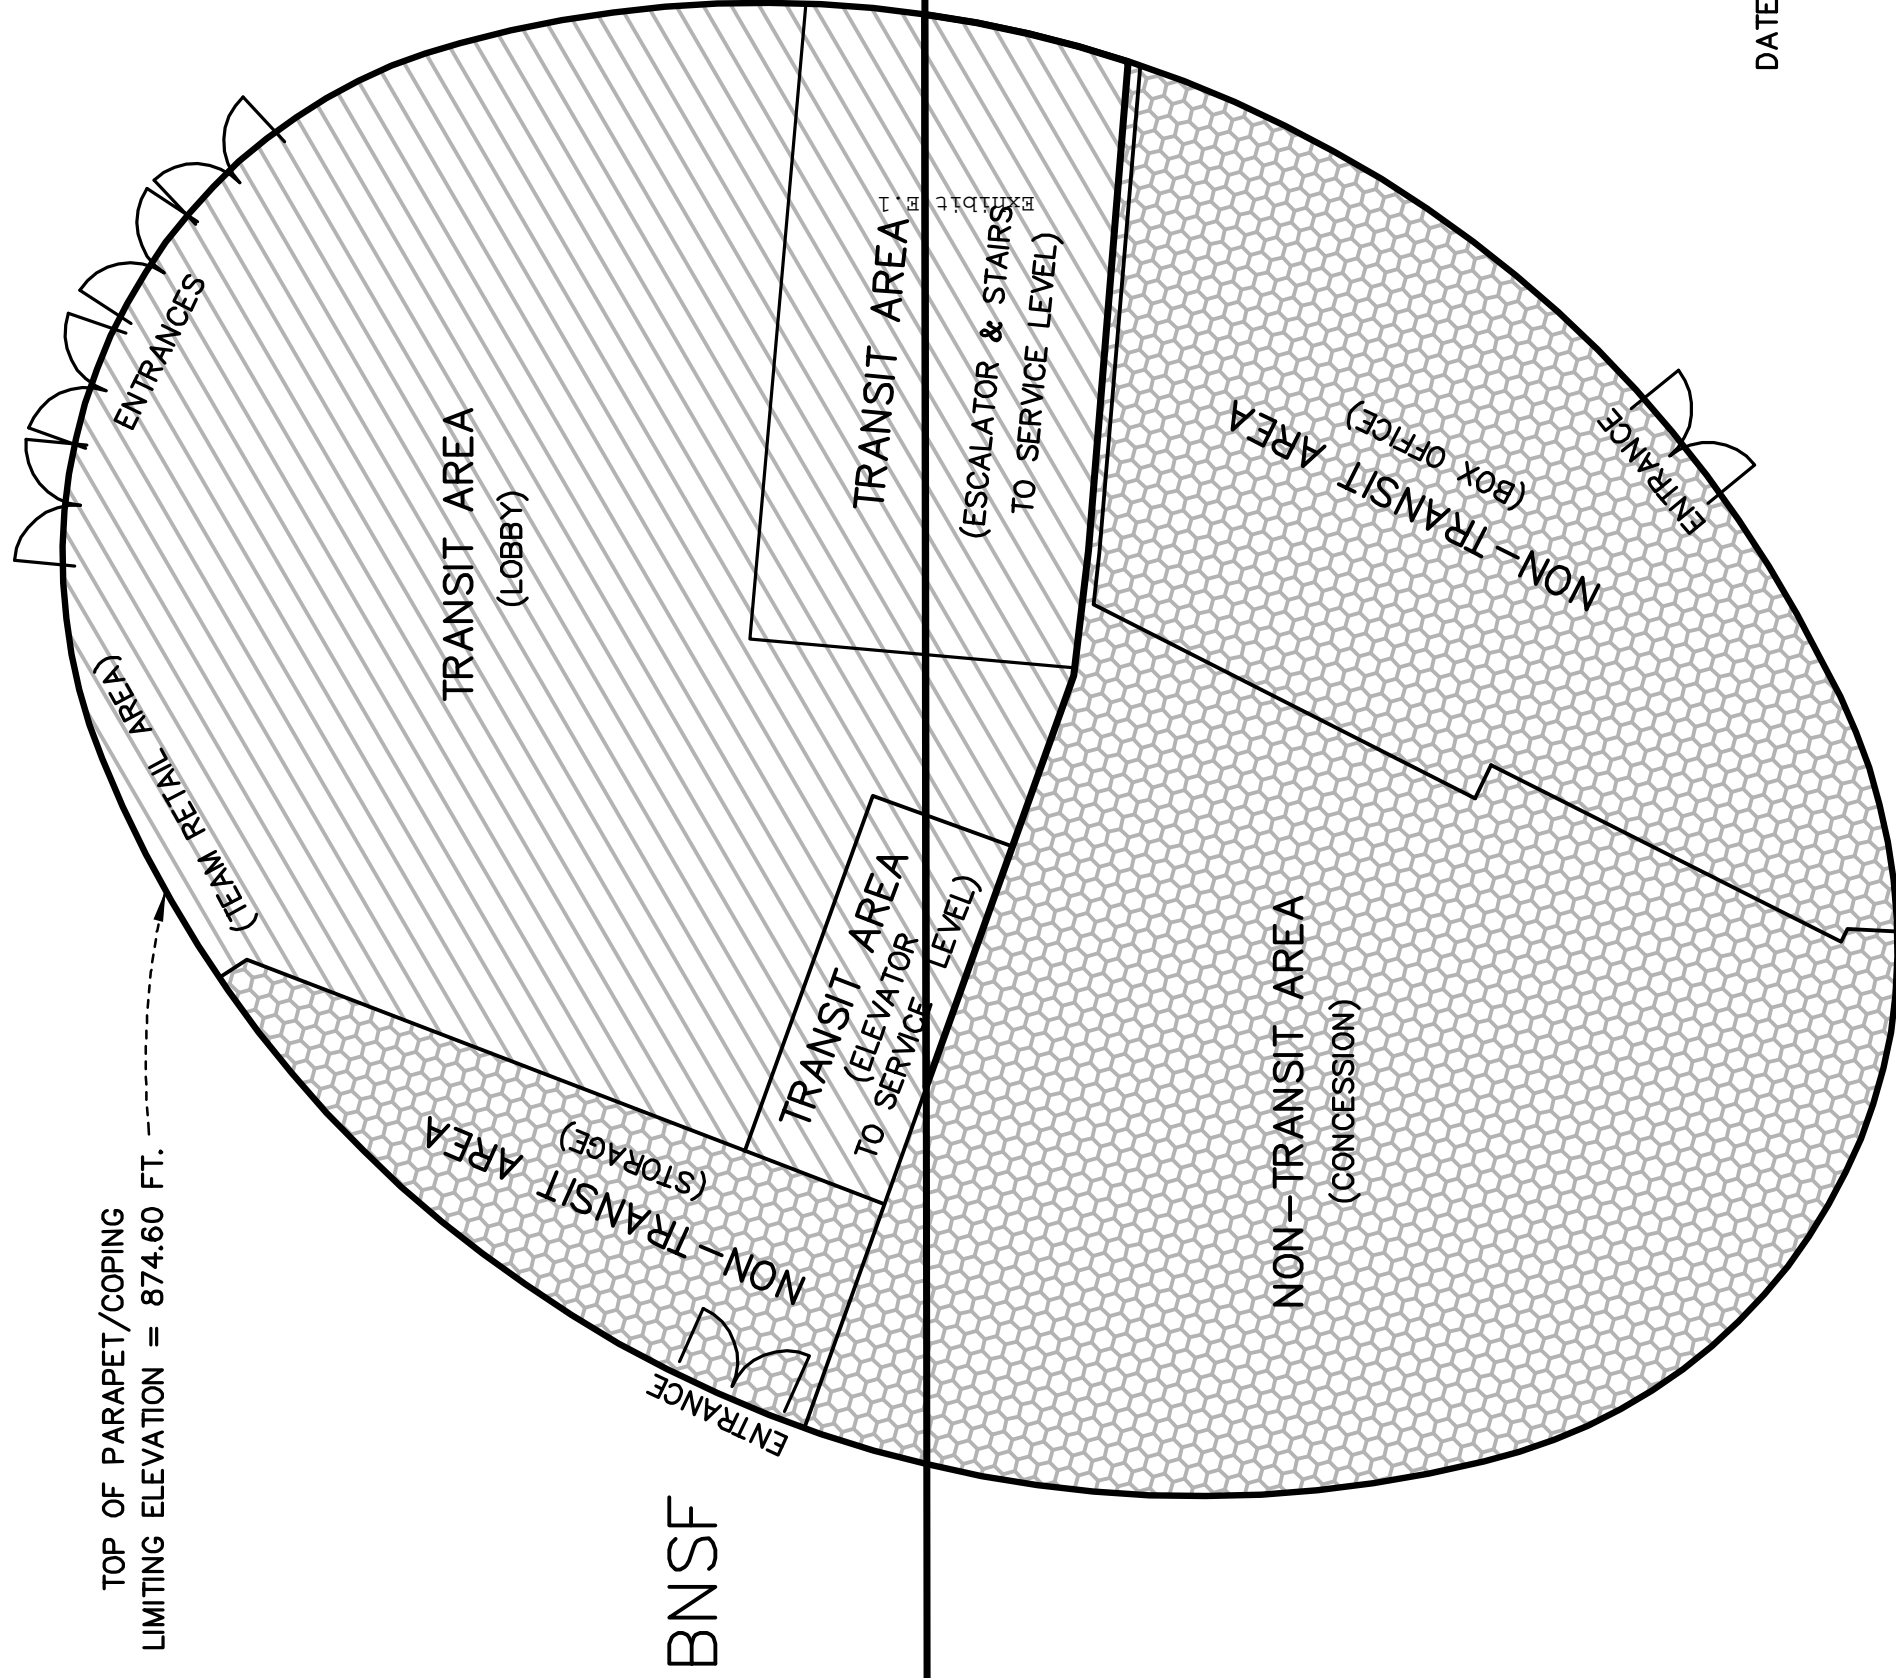 TOP OF PARAPET/COPING
LIMITING ELEVATION = 874.60 FT.
BNSF
ENTRANCES
(TEAM RETAIL AREA)
TRANSIT AREA
(LOBBY)
TRANSIT AREA
(ESCALATOR & STAIRS
TO SERVICE LEVEL)
Exhibit E.1
TRANSIT AREA
(ELEVATOR
TO SERVICE LEVEL)
NON-TRANSIT AREA
(STORAGE)
ENTRANCE
NON-TRANSIT AREA
(CONCESSION)
NON-TRANSIT AREA
(BOX OFFICE)
ENTRANCE
DATE